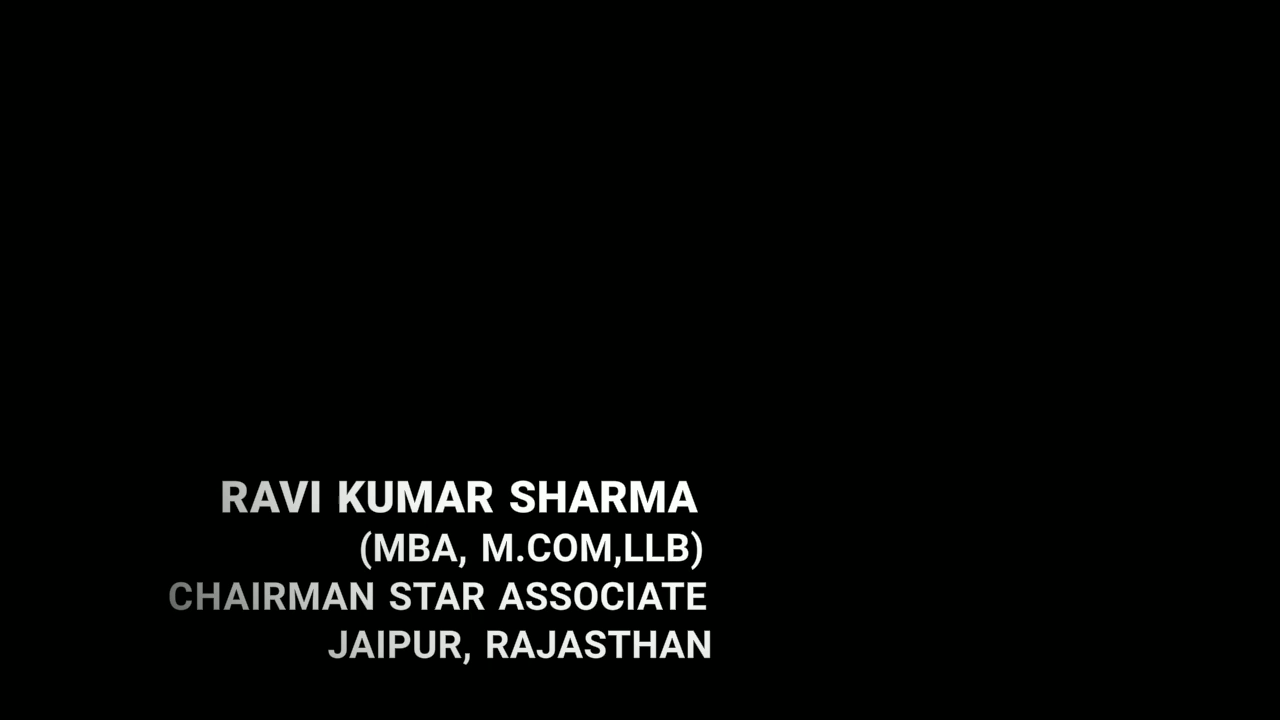 RAVI KUMAR SHARMA
(MBA, M.COM,LLB)
CHAIRMAN STAR ASSOCIATE
JAIPUR, RAJASTHAN